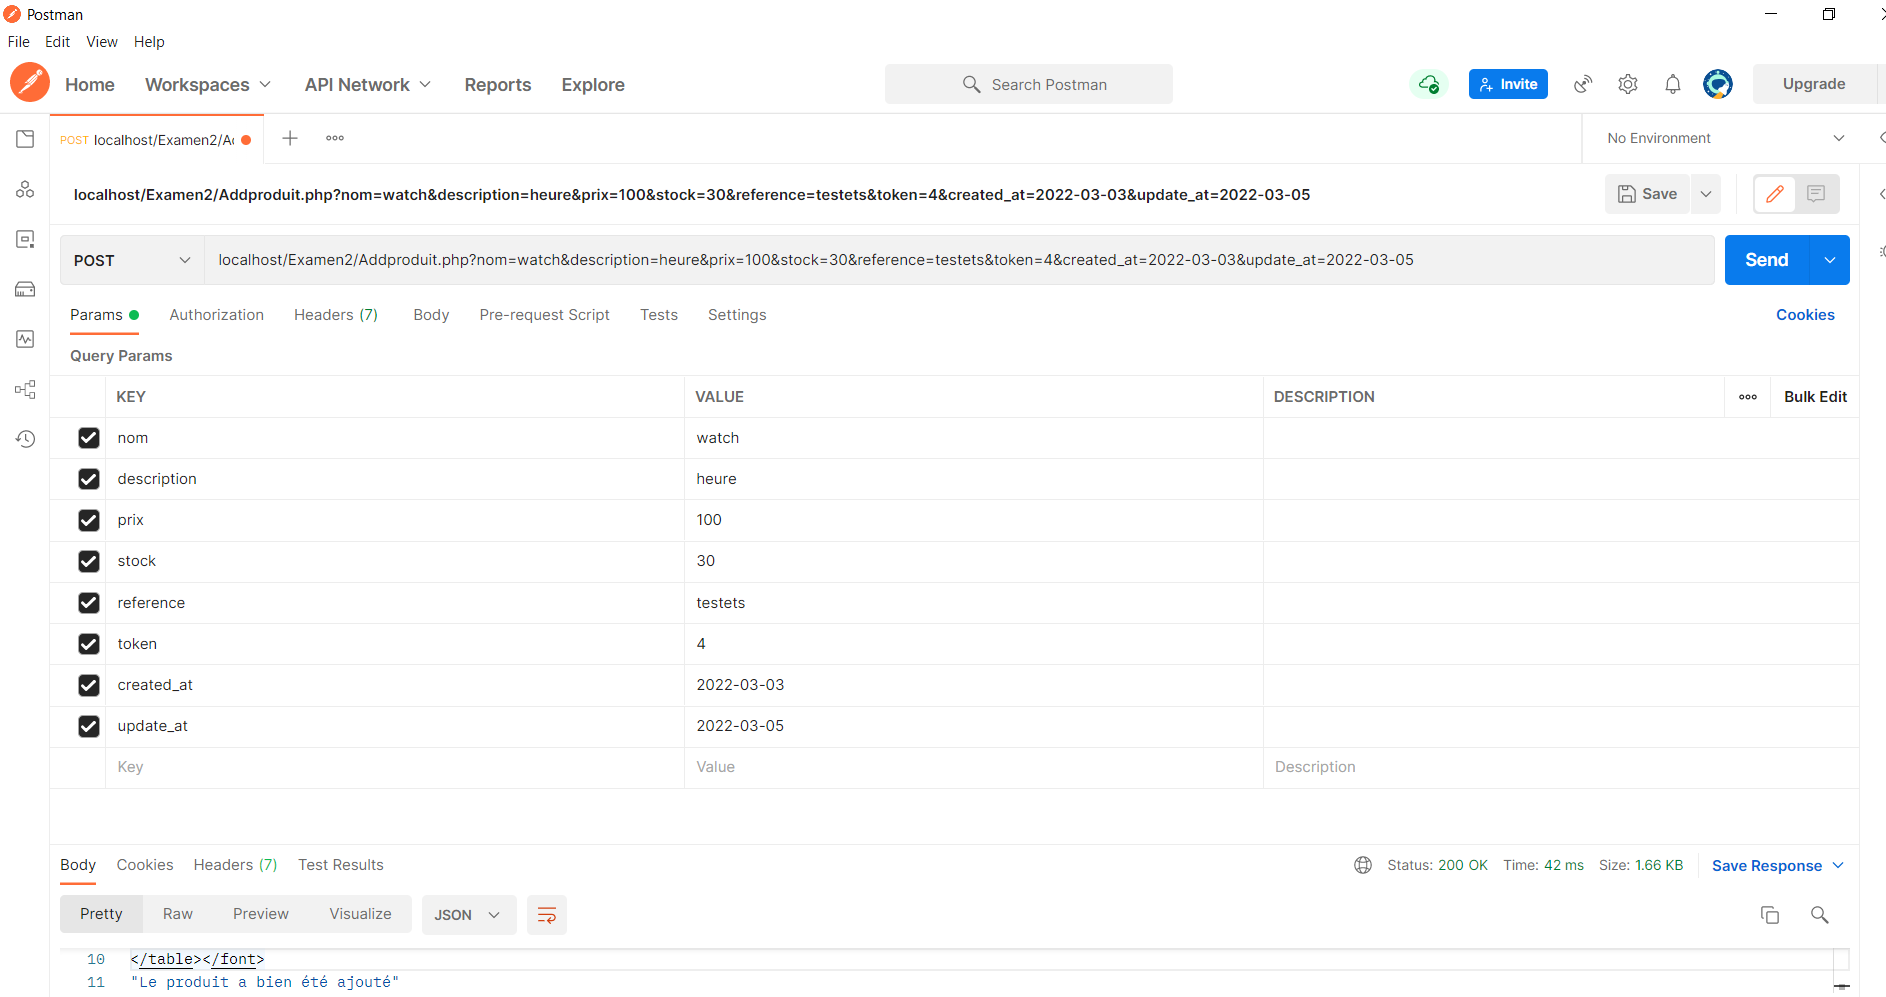 Postman
File Edit View Help
Home Workspaces API Network Reports Explore Search Postman Invite Upgrade
POST localhost/Examen2/Ad No Environment
localhost/Examen2/Addproduit.php?nom=watch&description=heure&prix=100&stock=30&reference=testets&token=4&created_at=2022-03-03&update_at=2022-03-05 Save
POST localhost/Examen2/Addproduit.php?nom=watch&description=heure&prix=100&stock=30&reference=testets&token=4&created_at=2022-03-03&update_at=2022-03-05 Send
Params Authorization Headers (7) Body Pre-request Script Tests Settings Cookies
Query Params
KEY VALUE DESCRIPTION Bulk Edit
nom watch
description heure
prix 100
stock 30
reference testets
token 4
created_at 2022-03-03
update_at 2022-03-05
Key Value Description
Body Cookies Headers (7) Test Results Status: 200 OK Time: 42 ms Size: 1.66 KB Save Response
Pretty Raw Preview Visualize JSON
10 </table></font>
11 "Le produit a bien été ajouté"